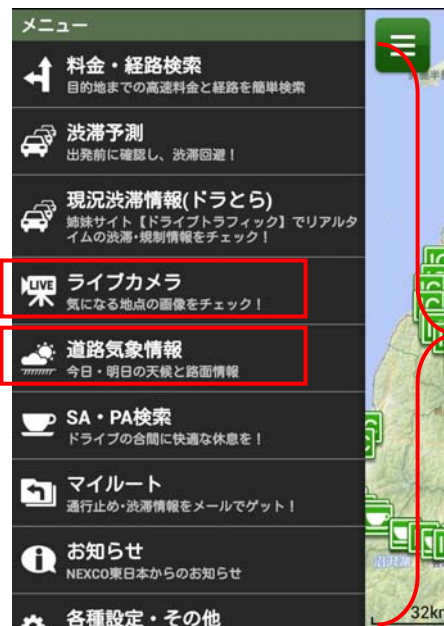 メニュー
料金・経路検索
目的地までの高速料金と経路を簡単検索
渋滞予測
出発前に確認し、渋滞回避！
現況渋滞情報(ドラとら)
姉妹サイト【ドライブトラフィック】でリアルタ
イムの渋滞・規制情報をチェック！
LIVE
ライブカメラ
気になる地点の画像をチェック！
道路気象情報
今日・明日の天候と路面情報
SA・PA検索
ドライブの合間に快適な休息を！
マイルート
通行止め・渋滞情報をメールでゲット！
お知らせ
NEXCO東日本からのお知らせ
各種設定・その他
32km